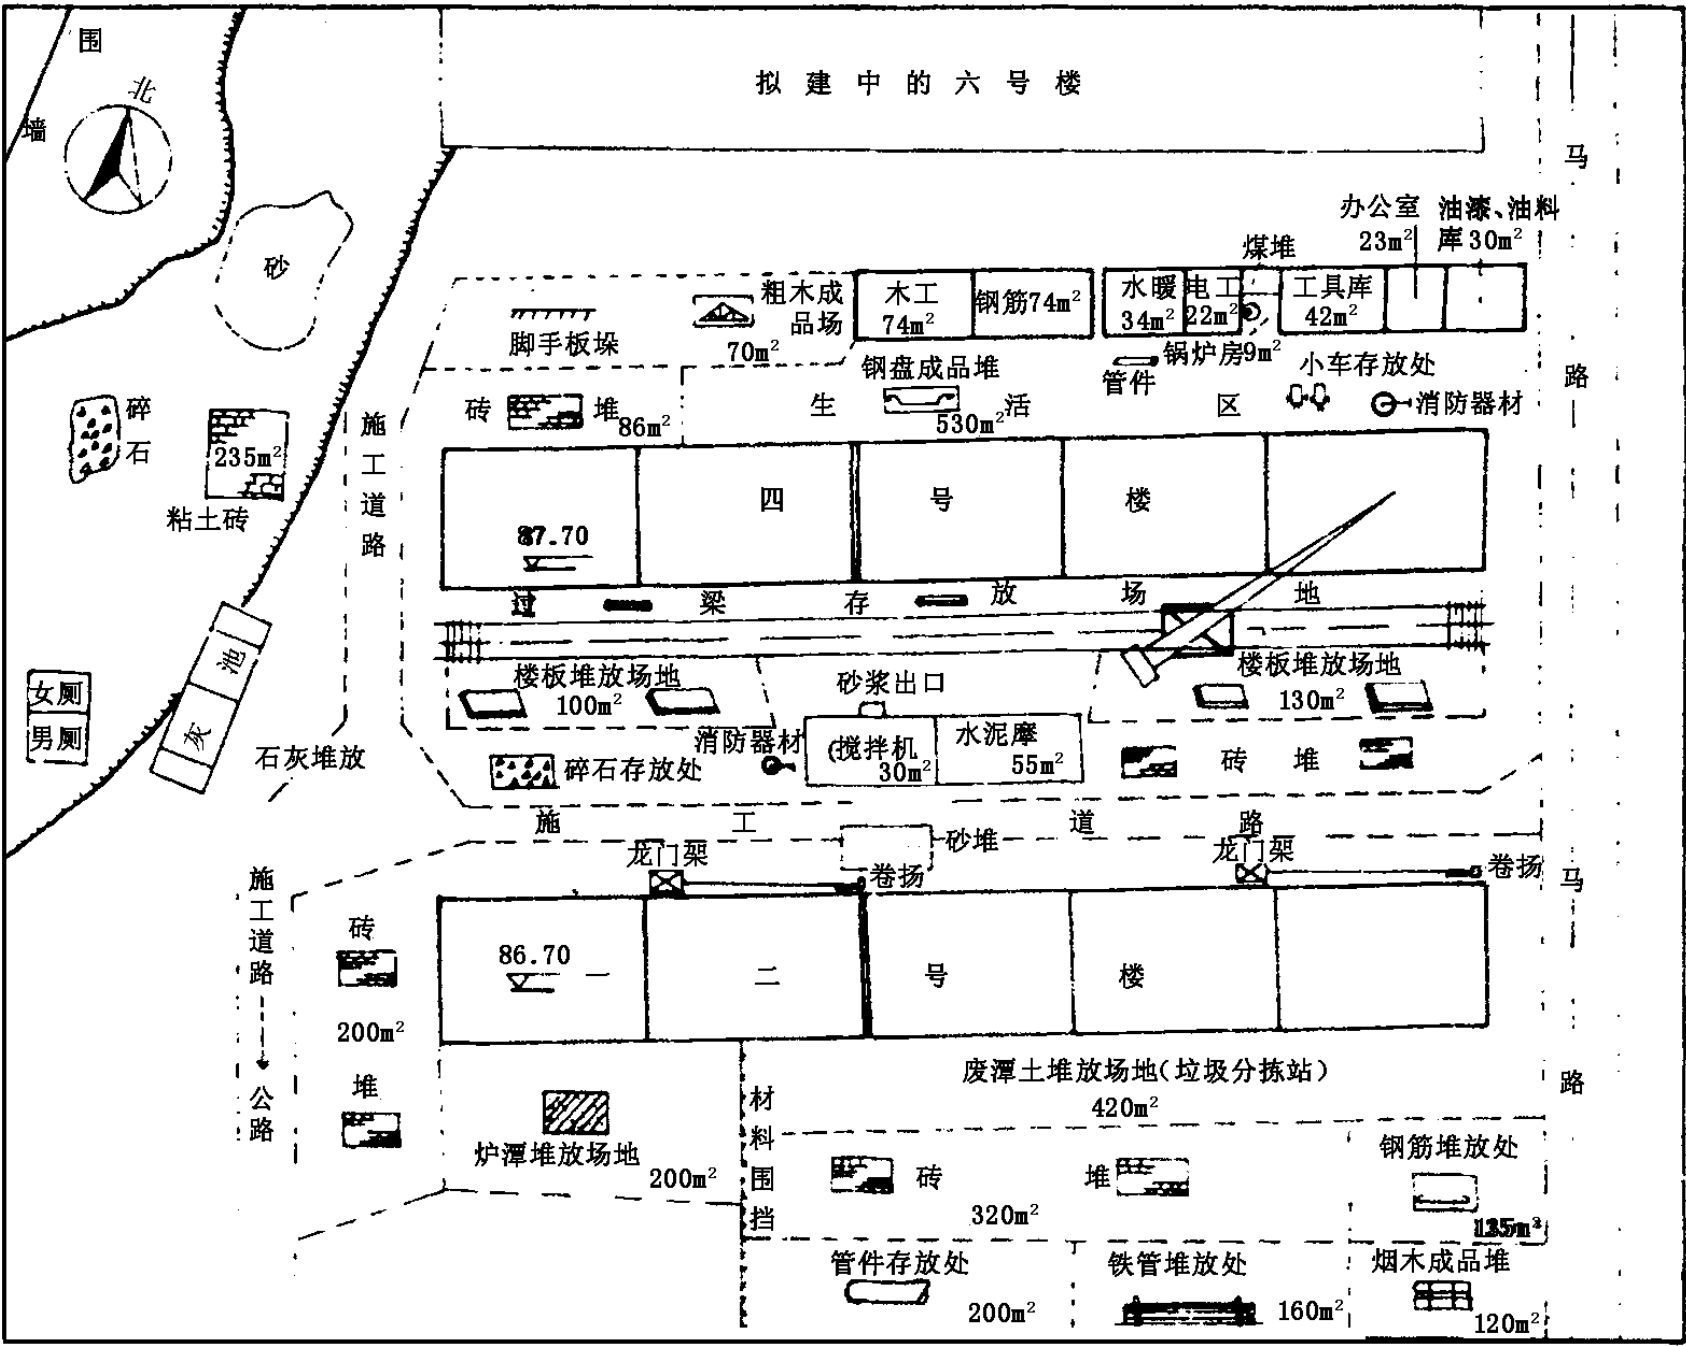 围
墙
北
拟建中的六号楼
马
路
马
路
办公室
23m²
油漆、油料
库30m²
煤堆
砂
粗木成
品场
70m²
脚手板垛
木工
74m²
钢筋74m²
水暖
34m²
电工
22m²
工具库
42m²
锅炉房9m²
管件
小车存放处
消防器材
钢盘成品堆
生活区
530m²
砖堆
86m²
碎
石
235m²
粘土砖
施工道路
四号楼
87.70
过梁存放场地
女厕
男厕
灰池
石灰堆放
楼板堆放场地
100m²
砂浆出口
楼板堆放场地
130m²
消防器材
(搅拌机
30m²
水泥摩
55m²
碎石存放处
砖堆
施工道路
砂堆
龙门架
卷扬
龙门架
卷扬
施工道路
公路
砖
200m²
堆
86.70
一二号楼
废潭土堆放场地(垃圾分拣站)
420m²
材料围挡
炉潭堆放场地
200m²
砖堆
320m²
钢筋堆放处
135m²
管件存放处
200m²
铁管堆放处
160m²
烟木成品堆
120m²